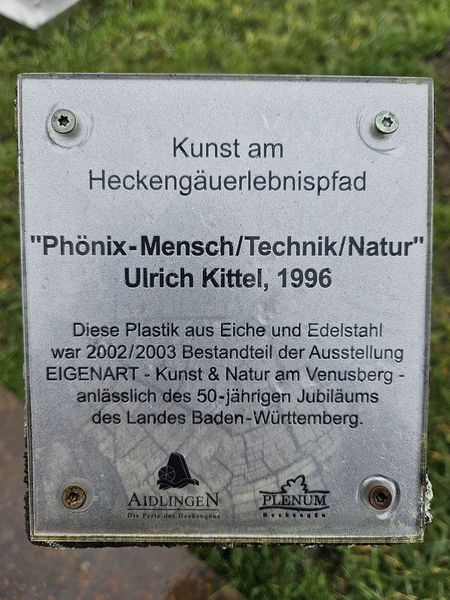 Kunst am
Heckengäuerlebnispfad
"Phönix-Mensch/Technik/Natur"
Ulrich Kittel, 1996
Diese Plastik aus Eiche und Edelstahl
war 2002/2003 Bestandteil der Ausstellung
EIGENART - Kunst & Natur am Venusberg -
anlässlich des 50-jährigen Jubiläums
des Landes Baden-Württemberg.
AIDLINGEN
Die Perle des Heckengäus
PLENUM
Heckengäu